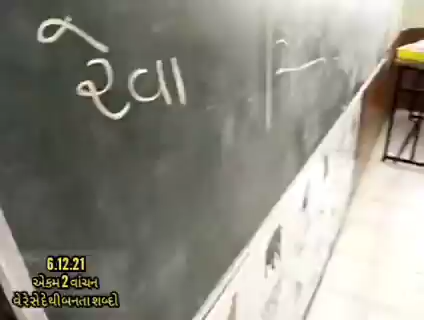 રેવા
6.12.21
એકમ 2 વાંચન
વે રે સે દે થી બનતા શબ્દો